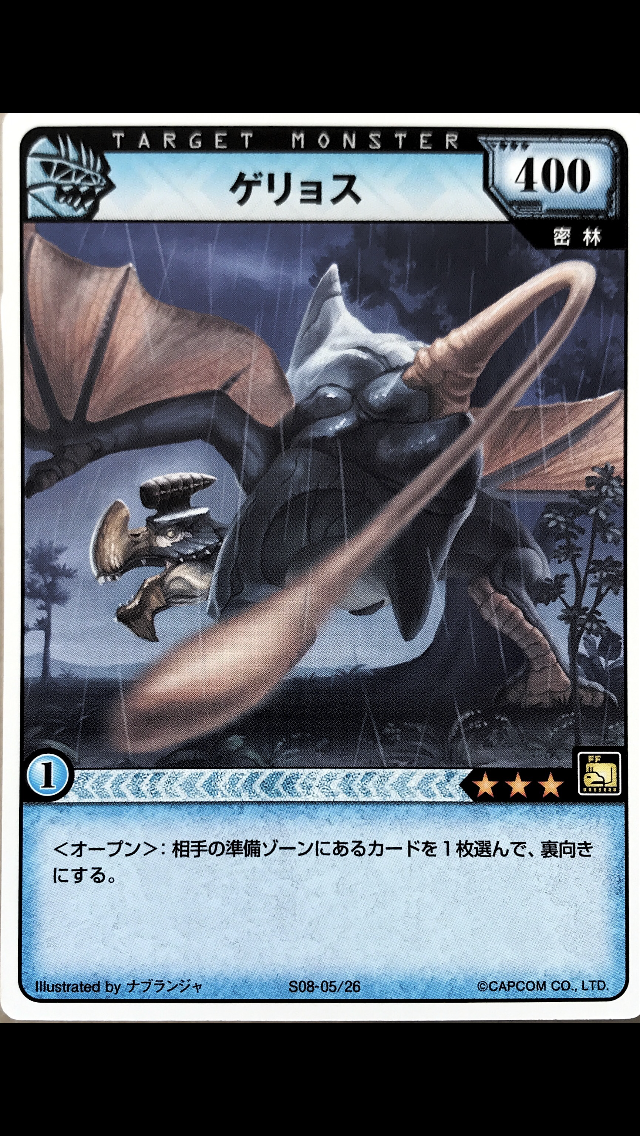 TARGET MONSTER
ゲリョス
400
密林
1
FF
<オープン>：相手の準備ゾーンにあるカードを1枚選んで、裏向き
にする。
Illustrated by ナブランジャ
S08-05/26
©CAPCOM CO., LTD.